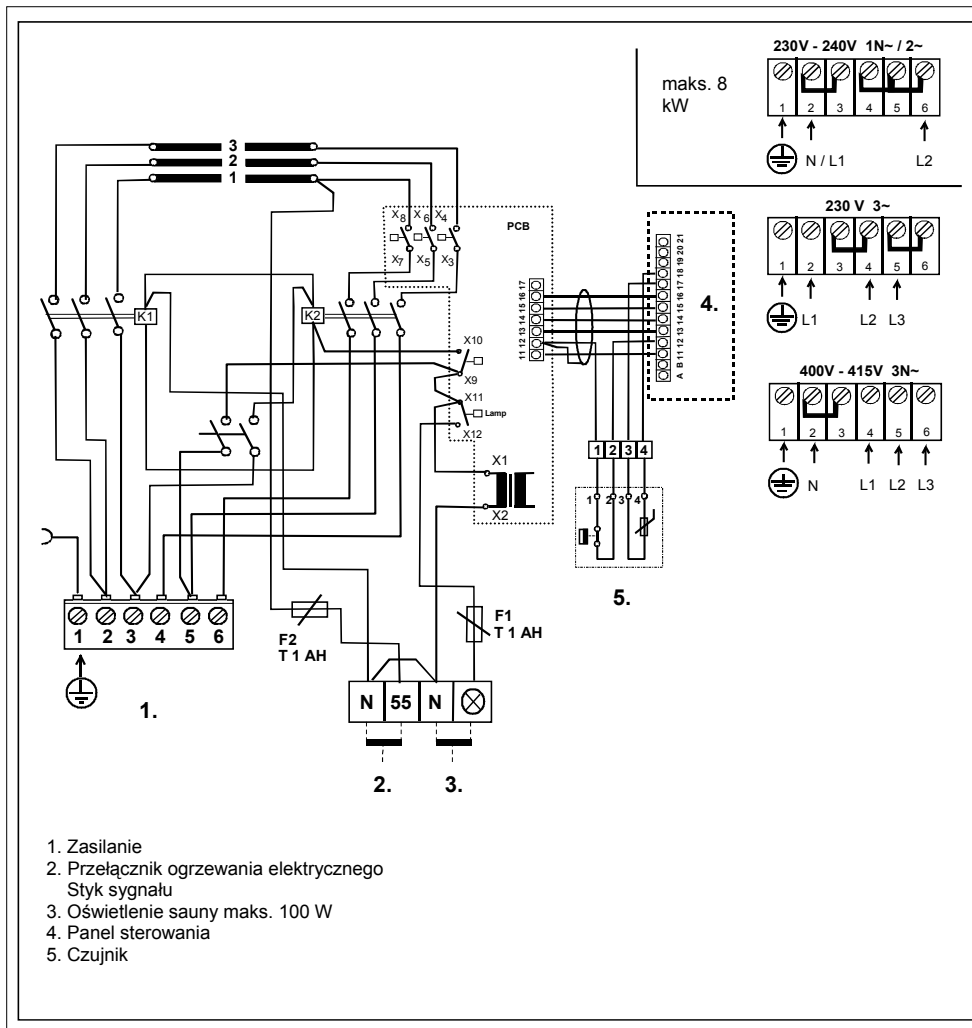 230V - 240V 1N~ / 2~
maks. 8
kW
1 2 3 4 5 6
N / L1 L2
230 V 3~
1 2 3 4 5 6
L1 L2 L3
400V - 415V 3N~
1 2 3 4 5 6
N L1 L2 L3
3
2
1
X8 X6 X4
X7 X5 X3
PCB
K1
K2
X10
X9
X11
Lamp
X12
X1
X2
17
16
15
14
13
12
11
21
20
19
18
17
16
15
14
13
12
11
B
A
4.
1 2 3 4
1 2 3 4
5.
1 2 3 4 5 6
1.
F2
T 1 AH
F1
T 1 AH
N 55 N
2. 3.
1. Zasilanie
2. Przełącznik ogrzewania elektrycznego
Styk sygnału
3. Oświetlenie sauny maks. 100 W
4. Panel sterowania
5. Czujnik